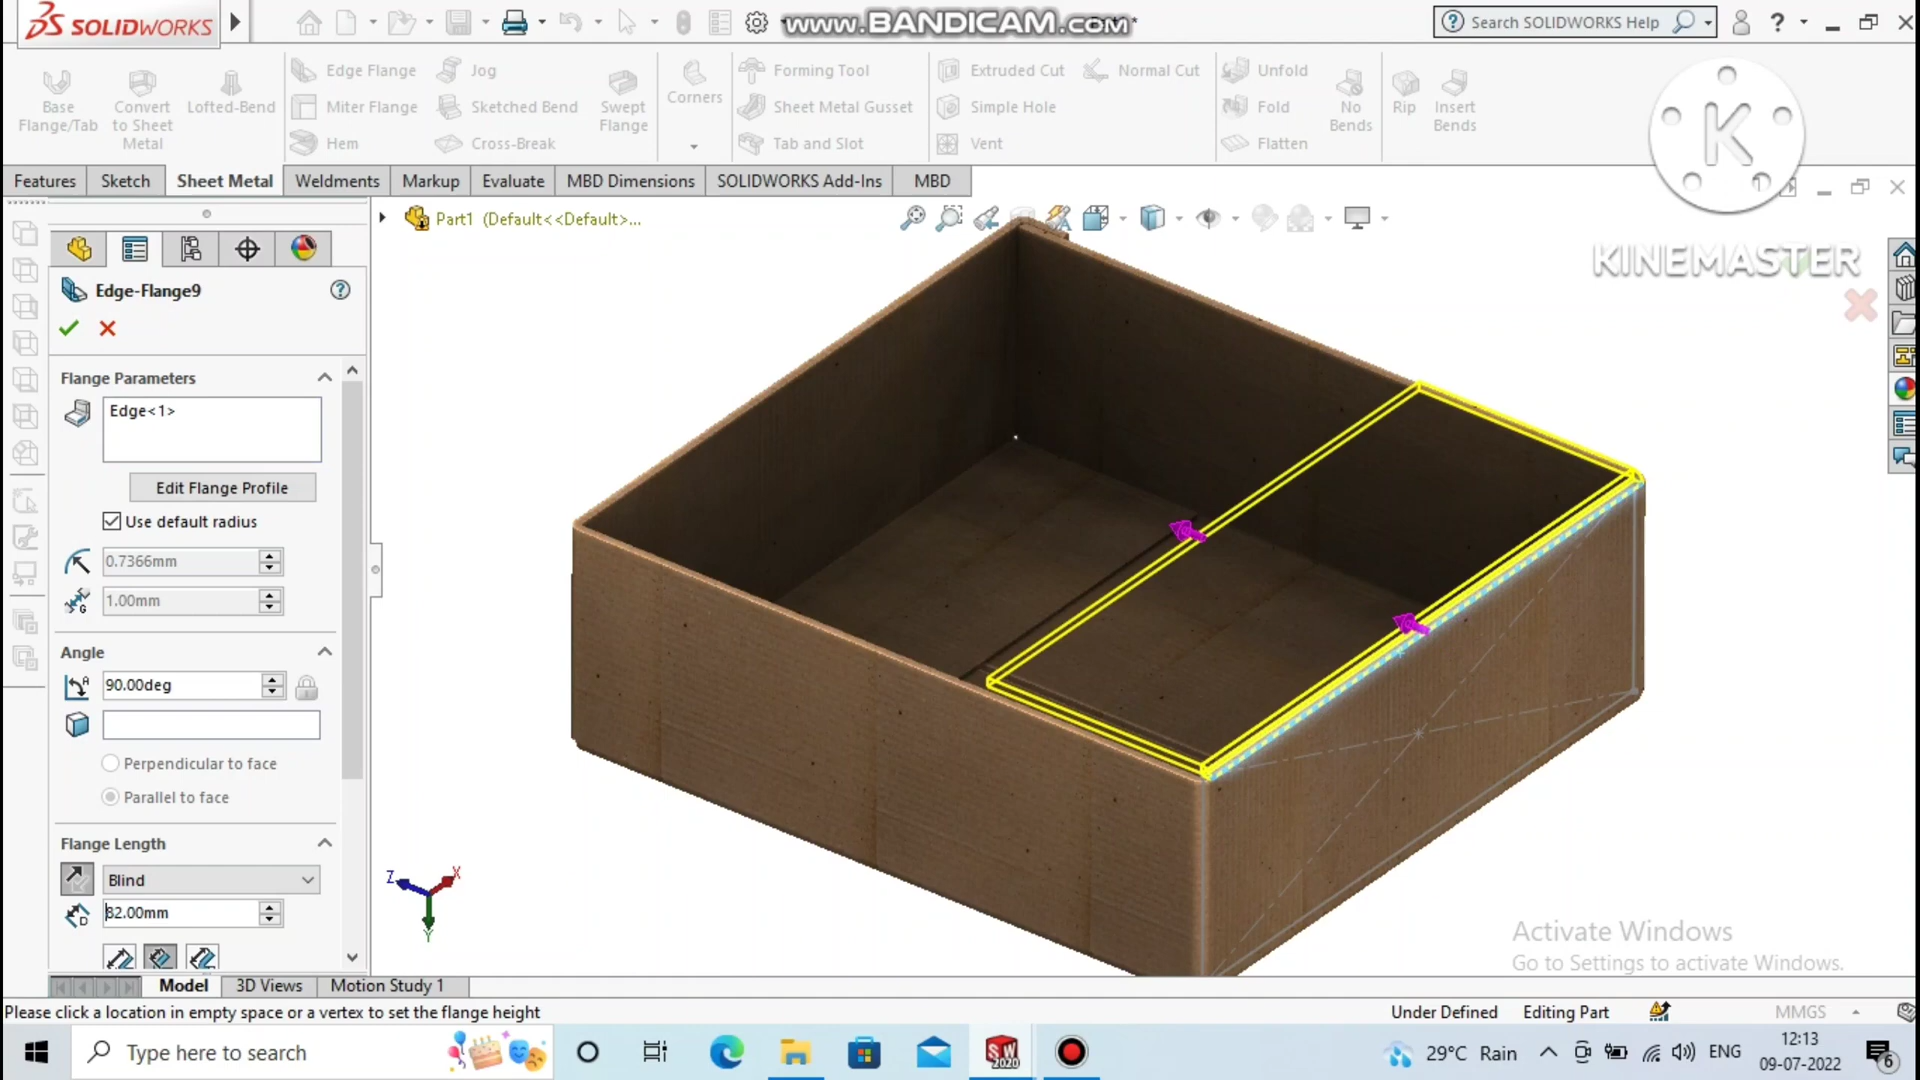 SOLIDWORKS
www.BANDICAM.com
Search SOLIDWORKS Help
?
Base Flange/Tab
Convert to Sheet Metal
Lofted-Bend
Edge Flange
Miter Flange
Hem
Jog
Sketched Bend
Cross-Break
Swept Flange
Corners
Forming Tool
Sheet Metal Gusset
Tab and Slot
Extruded Cut
Simple Hole
Vent
Normal Cut
Unfold
Fold
Flatten
No Bends
Rip
Insert Bends
K
KINEMASTER
Features
Sketch
Sheet Metal
Weldments
Markup
Evaluate
MBD Dimensions
SOLIDWORKS Add-Ins
MBD
Part1 (Default<<Default>...
Edge-Flange9
Flange Parameters
Edge<1>
Edit Flange Profile
Use default radius
0.7366mm
1.00mm
Angle
90.00deg
Perpendicular to face
Parallel to face
Flange Length
Blind
82.00mm
Z
X
Y
Activate Windows
Go to Settings to activate Windows.
Model
3D Views
Motion Study 1
Please click a location in empty space or a vertex to set the flange height
Under Defined
Editing Part
MMGS
Type here to search
SW 2020
29°C Rain
ENG
12:13
09-07-2022
6